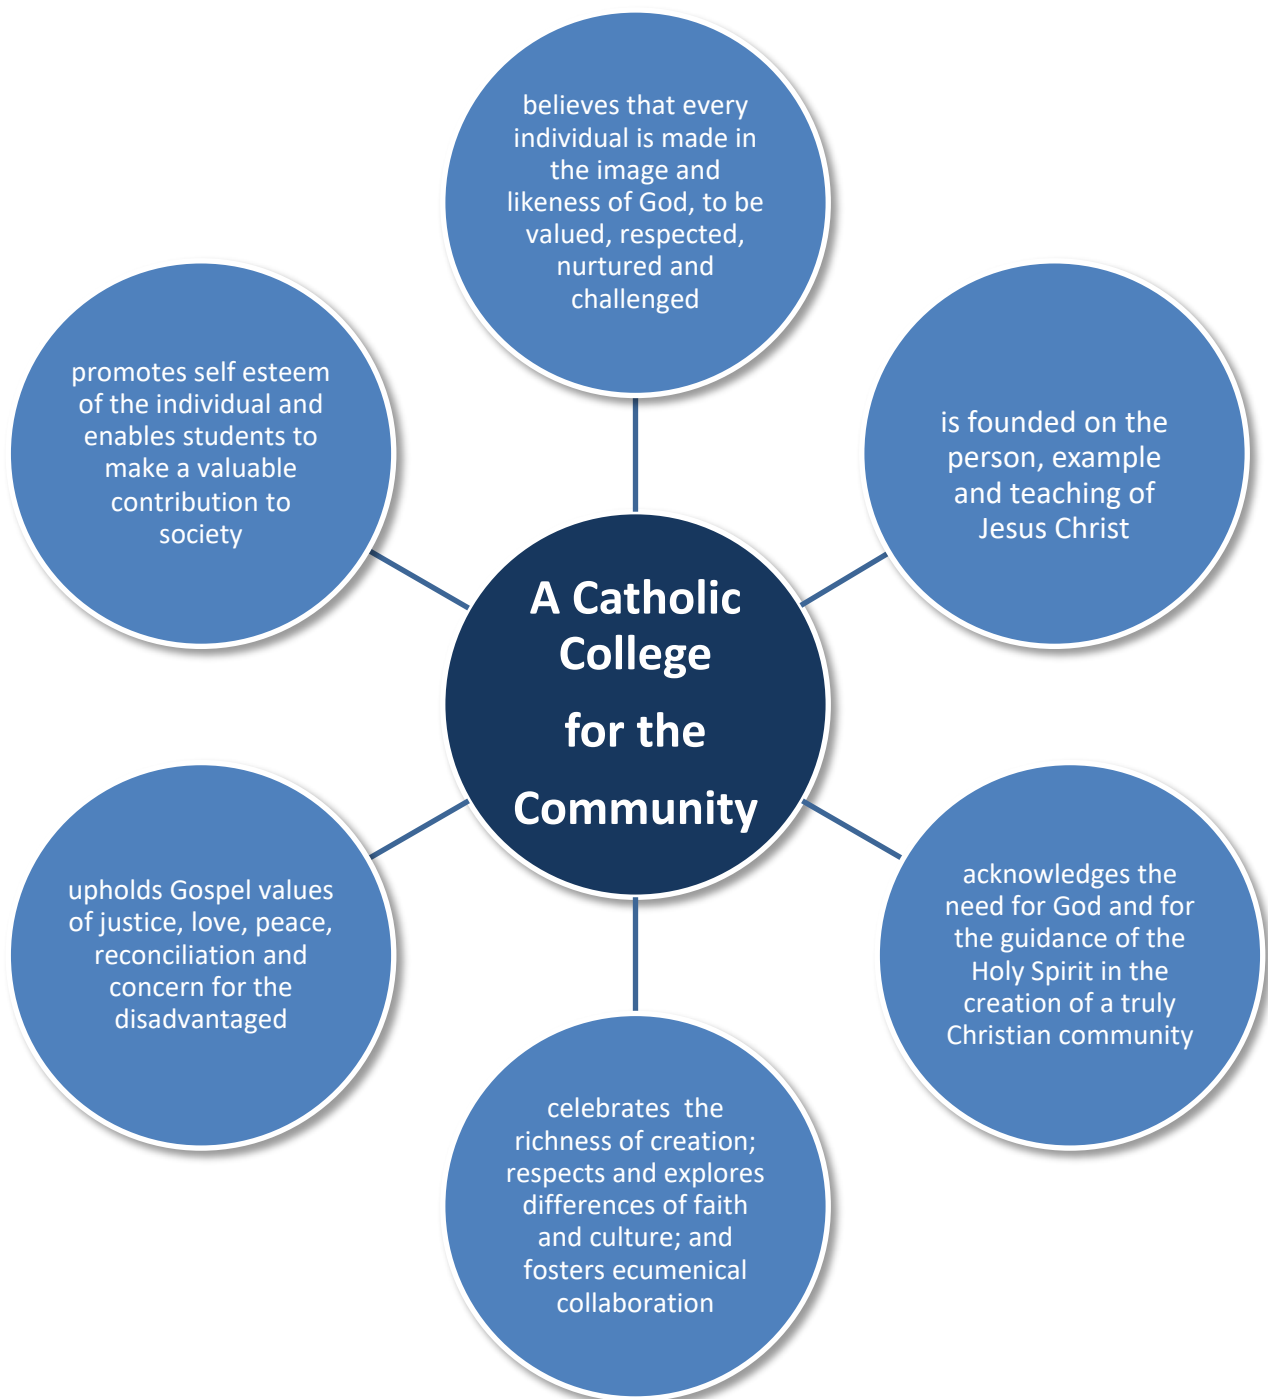 believes that every
individual is made in
the image and
likeness of God, to be
valued, respected,
nurtured and
challenged
is founded on the
person, example
and teaching of
Jesus Christ
acknowledges the
need for God and for
the guidance of the
Holy Spirit in the
creation of a truly
Christian community
celebrates  the
richness of creation;
respects and explores
differences of faith
and culture; and
fosters ecumenical
collaboration
upholds Gospel values
of justice, love, peace,
reconciliation and
concern for the
disadvantaged
promotes self esteem
of the individual and
enables students to
make a valuable
contribution to
society
A Catholic
College
for the
Community